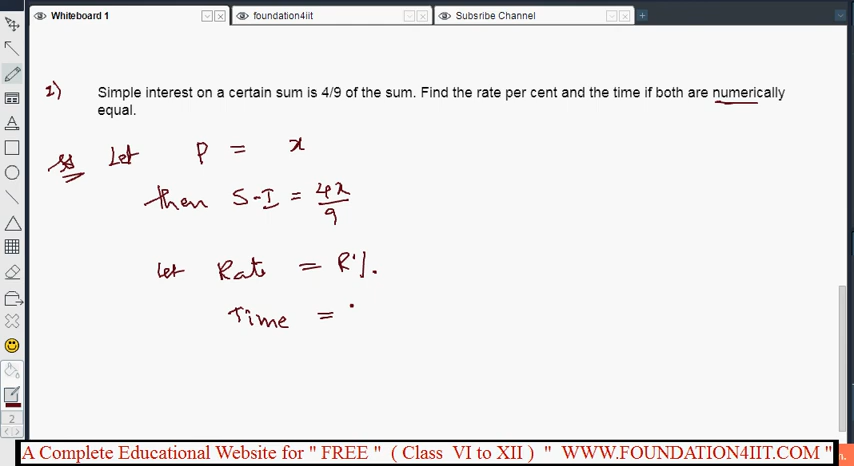 Whiteboard 1
foundation4iit
Subsribe Channel
1) Simple interest on a certain sum is 4/9 of the sum. Find the rate per cent and the time if both are numerically
equal.
Let P = x
then S.I = 4x/9
Let Rate = R%.
Time =
2
A Complete Educational Website for " FREE " ( Class VI to XII ) " WWW.FOUNDATION4IIT.COM "